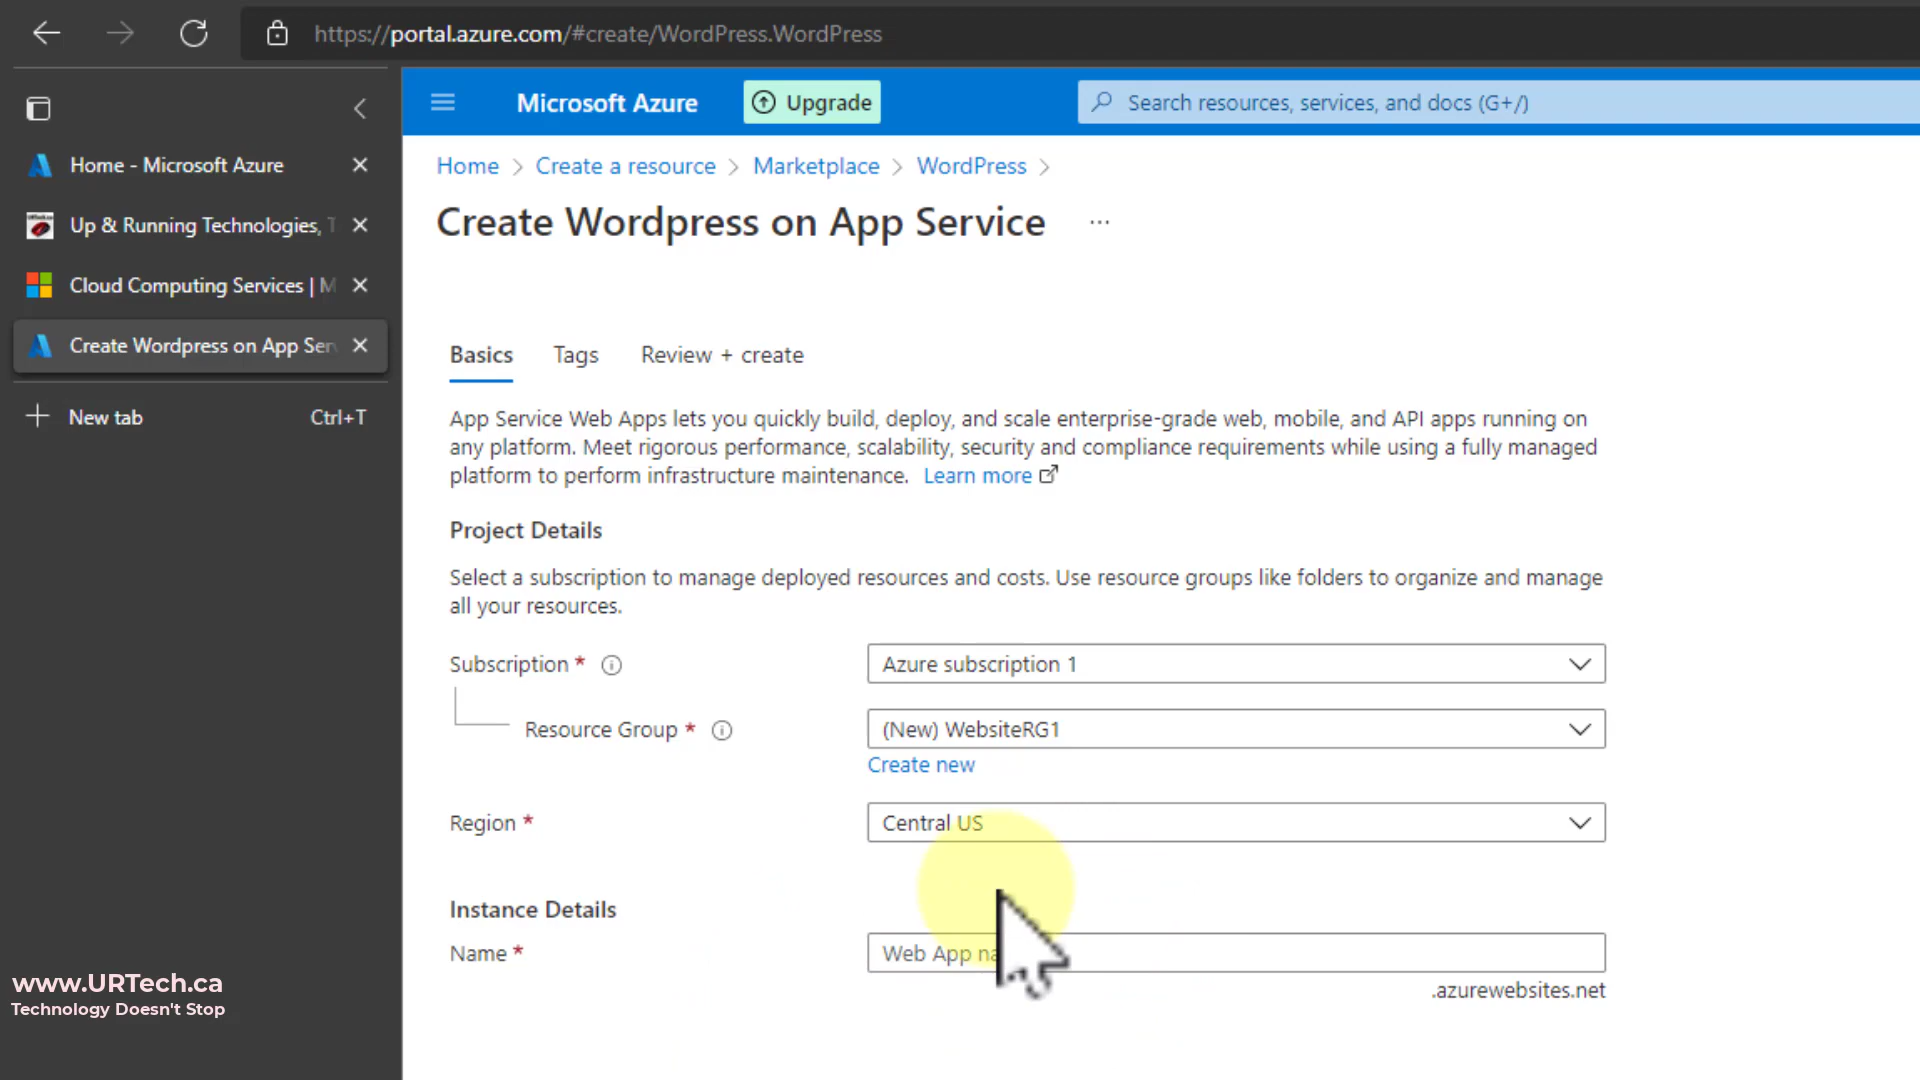 https://portal.azure.com/#create/WordPress.WordPress
Home - Microsoft Azure
Up & Running Technologies,
Cloud Computing Services |
Create Wordpress on App Ser
New tab Ctrl+T
www.URTech.ca
Technology Doesn't Stop
Microsoft Azure Upgrade Search resources, services, and docs (G+/)
Home > Create a resource > Marketplace > WordPress >
Create Wordpress on App Service ...
Basics Tags Review + create
App Service Web Apps lets you quickly build, deploy, and scale enterprise-grade web, mobile, and API apps running on
any platform. Meet rigorous performance, scalability, security and compliance requirements while using a fully managed
platform to perform infrastructure maintenance. Learn more
Project Details
Select a subscription to manage deployed resources and costs. Use resource groups like folders to organize and manage
all your resources.
Subscription * Azure subscription 1
Resource Group * (New) WebsiteRG1
Create new
Region * Central US
Instance Details
Name * Web App
.azurewebsites.net